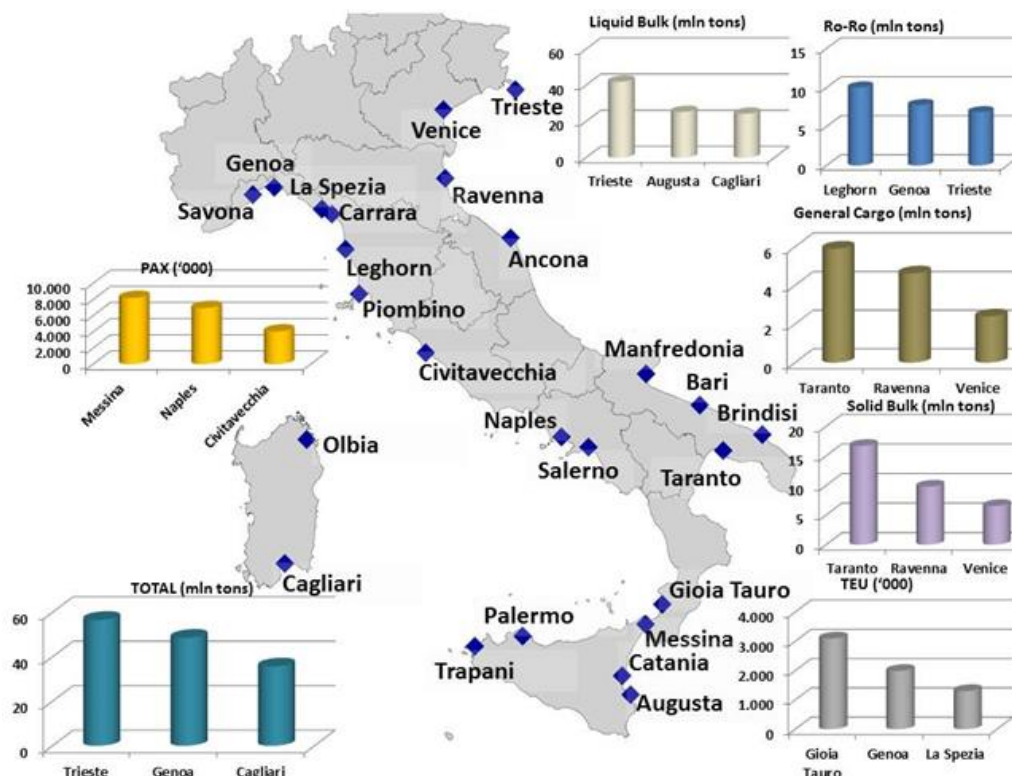 Liquid Bulk (mln tons)
60
40
20
0
Trieste Augusta Cagliari
Ro-Ro (mln tons)
15
10
5
0
Leghorn Genoa Trieste
General Cargo (mln tons)
6
4
2
0
Taranto Ravenna Venice
Solid Bulk (mln tons)
20
15
10
5
0
Taranto Ravenna Venice
TEU ('000)
4.000
3.000
2.000
1.000
0
Gioia Tauro Genoa La Spezia
PAX ('000)
10.000
8.000
6.000
4.000
2.000
0
Messina Naples Civitavecchia
TOTAL (mln tons)
60
40
20
0
Trieste Genoa Cagliari
Trieste
Venice
Genoa
La Spezia
Ravenna
Savona
Carrara
Ancona
Leghorn
Piombino
Manfredonia
Civitavecchia
Bari
Brindisi
Naples
Olbia
Salerno
Taranto
Cagliari
Gioia Tauro
Palermo
Messina
Trapani
Catania
Augusta